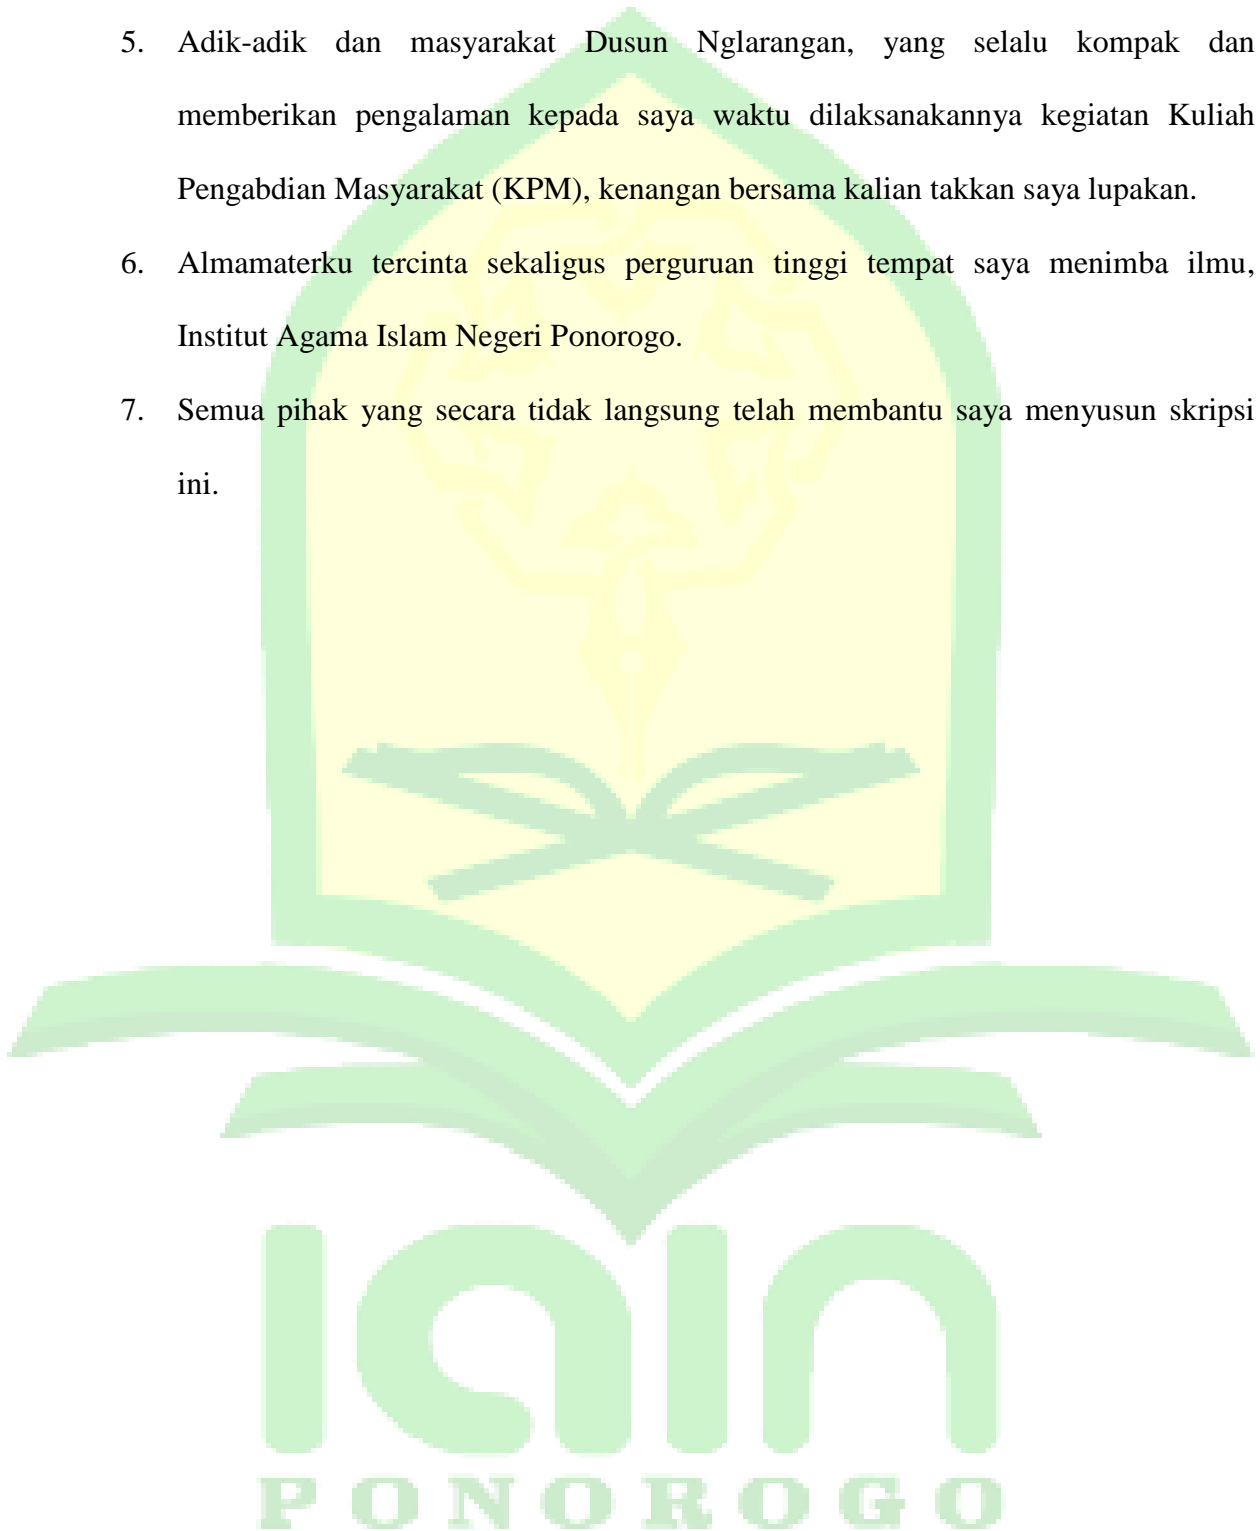 5. Adik-adik dan masyarakat Dusun Nglarangan, yang selalu kompak dan
memberikan pengalaman kepada saya waktu dilaksanakannya kegiatan Kuliah
Pengabdian Masyarakat (KPM), kenangan bersama kalian takkan saya lupakan.
6. Almamaterku tercinta sekaligus perguruan tinggi tempat saya menimba ilmu,
Institut Agama Islam Negeri Ponorogo.
7. Semua pihak yang secara tidak langsung telah membantu saya menyusun skripsi
ini.
iain
PONOROGO